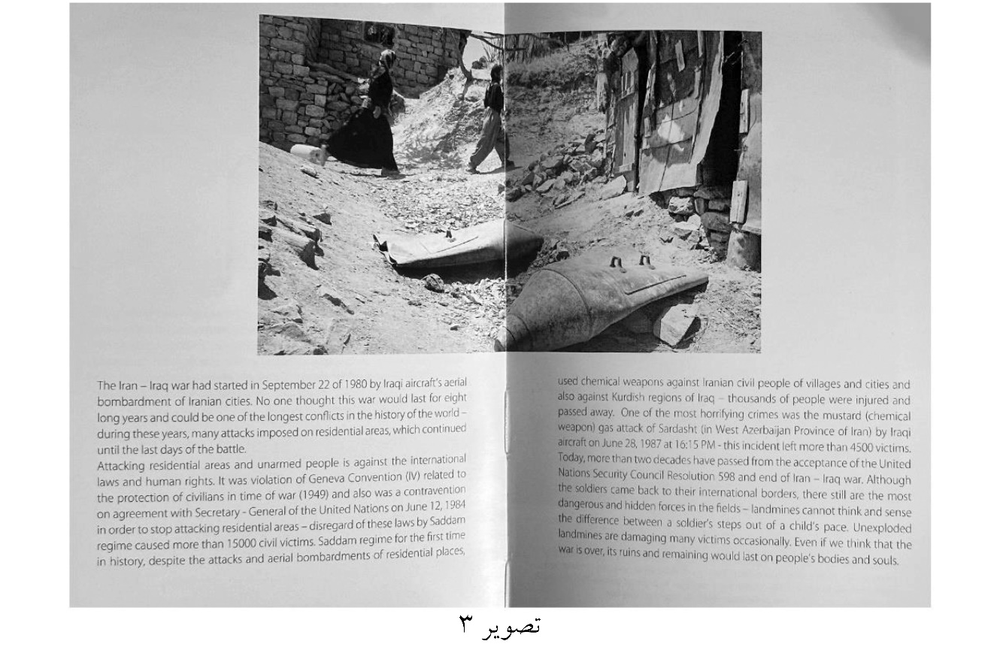 The Iran – Iraq war had started in September 22 of 1980 by Iraqi aircraft's aerial
bombardment of Iranian cities. No one thought this war would last for eight
long years and could be one of the longest conflicts in the history of the world –
during these years, many attacks imposed on residential areas, which continued
until the last days of the battle.
Attacking residential areas and unarmed people is against the international
laws and human rights. It was violation of Geneva Convention (IV) related to
the protection of civilians in time of war (1949) and also was a contravention
on agreement with Secretary - General of the United Nations on June 12, 1984
in order to stop attacking residential areas – disregard of these laws by Saddam
regime caused more than 15000 civil victims. Saddam regime for the first time
in history, despite the attacks and aerial bombardments of residential places,
used chemical weapons against Iranian civil people of villages and cities and
also against Kurdish regions of Iraq – thousands of people were injured and
passed away. One of the most horrifying crimes was the mustard (chemical
weapon) gas attack of Sardasht (in West Azerbaijan Province of Iran) by Iraqi
aircraft on June 28, 1987 at 16:15 PM - this incident left more than 4500 victims.
Today, more than two decades have passed from the acceptance of the United
Nations Security Council Resolution 598 and end of Iran – Iraq war. Although
the soldiers came back to their international borders, there still are the most
dangerous and hidden forces in the fields – landmines cannot think and sense
the difference between a soldier's steps out of a child's pace. Unexploded
landmines are damaging many victims occasionally. Even if we think that the
war is over, its ruins and remaining would last on people's bodies and souls.
تصویر ۳